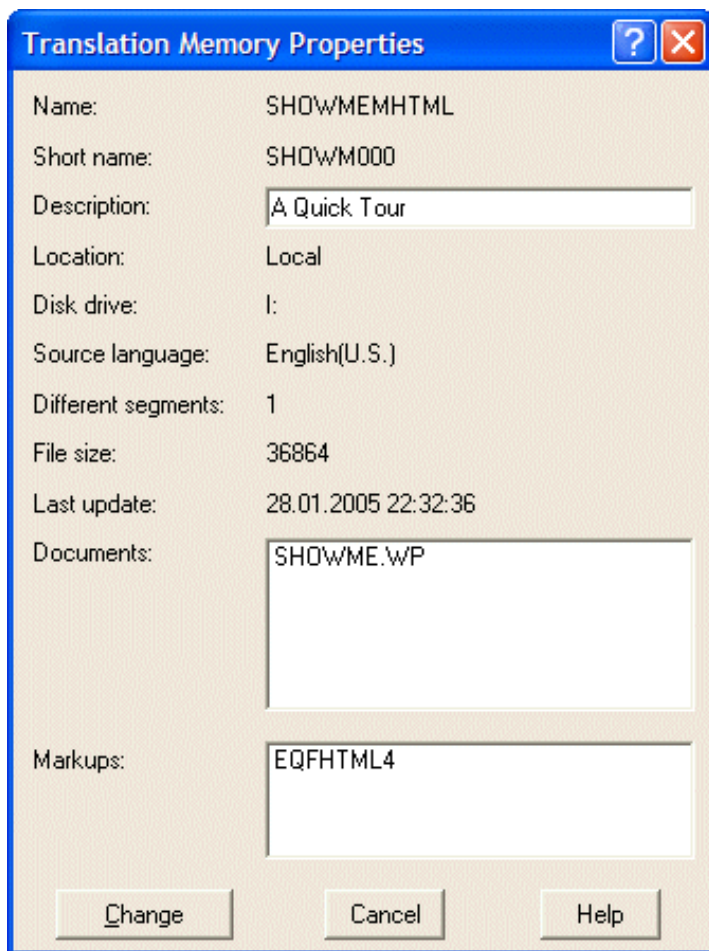 Translation Memory Properties
Name: SHOWMEMHTML
Short name: SHOWM000
Description: A Quick Tour
Location: Local
Disk drive: I:
Source language: English(U.S.)
Different segments: 1
File size: 36864
Last update: 28.01.2005 22:32:36
Documents: SHOWME.WP
Markups: EQFHTML4
Change Cancel Help